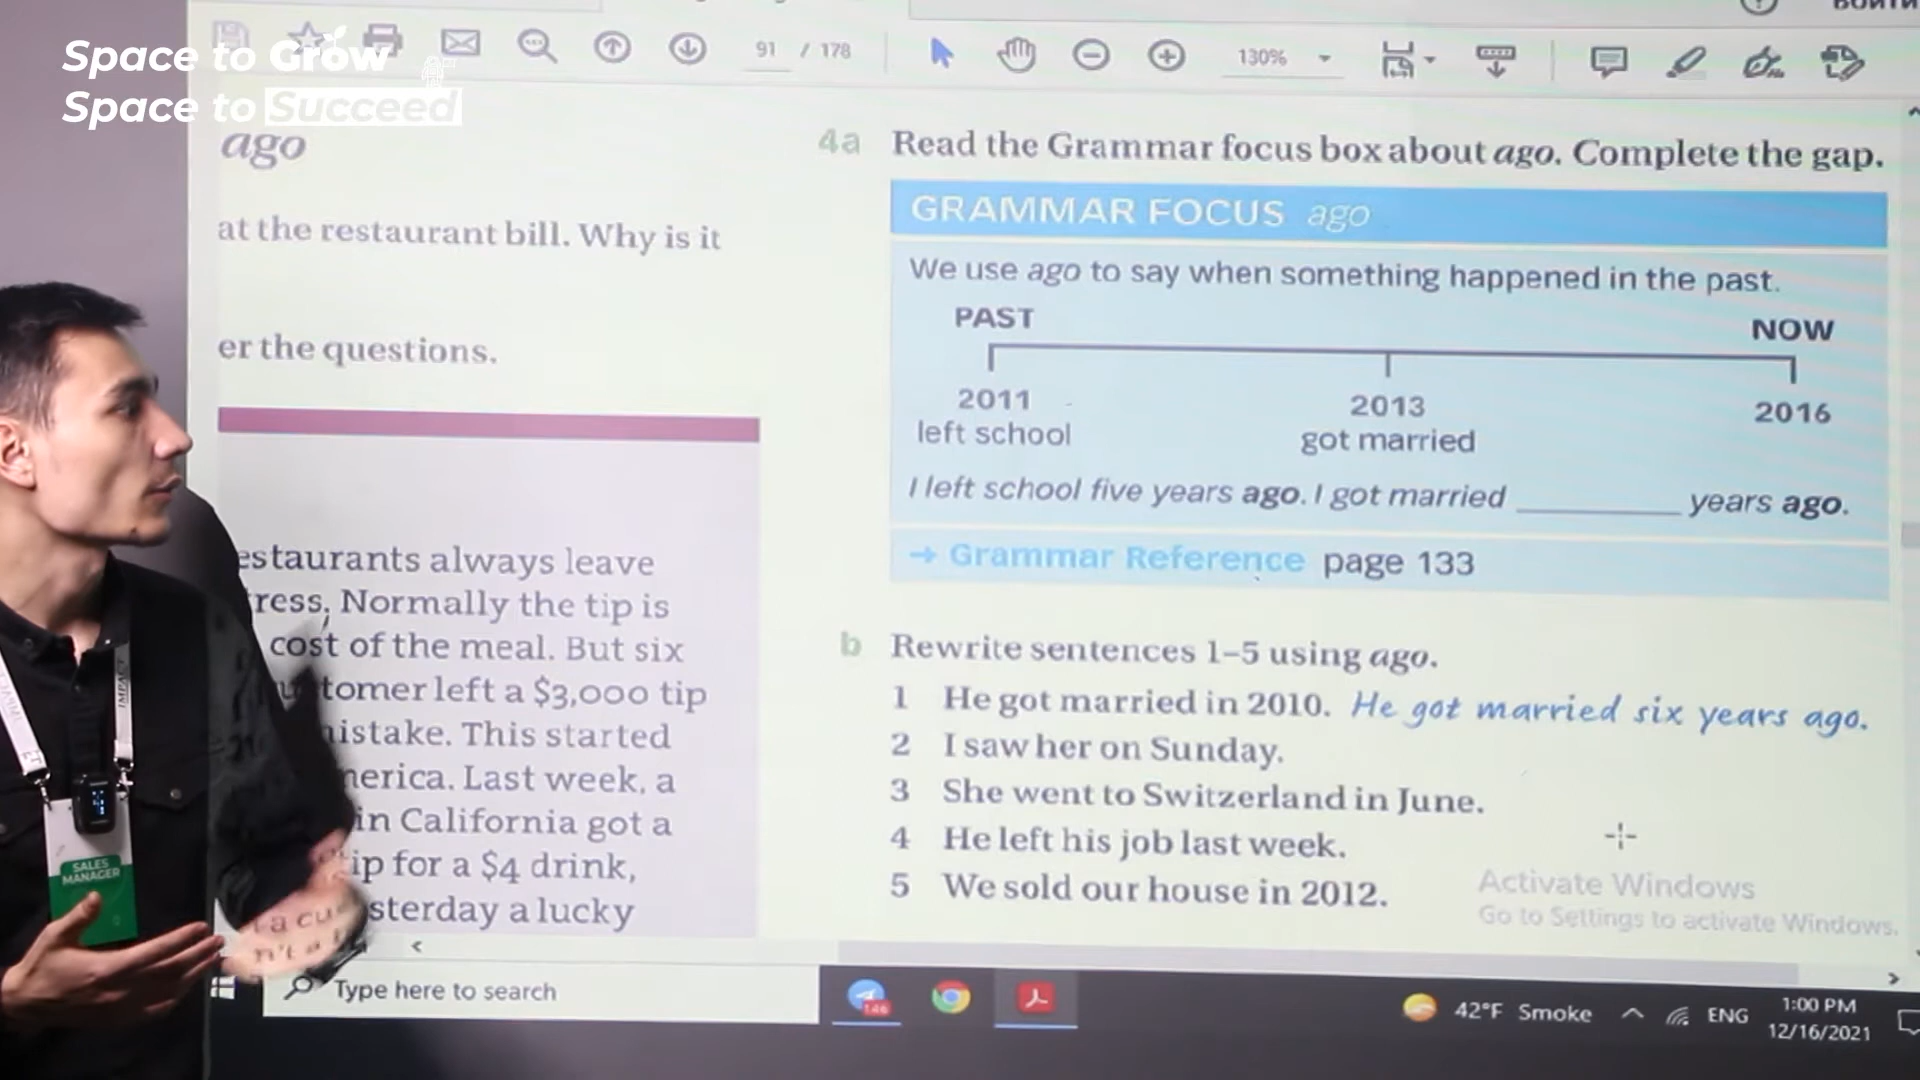 Space to Grow
Space to Succeed
91 / 178
130%
ago
at the restaurant bill. Why is it
er the questions.
estaurants always leave
ress. Normally the tip is
cost of the meal. But six
tomer left a $3,000 tip
mistake. This started
merica. Last week, a
in California got a
tip for a $4 drink,
sterday a lucky
4a Read the Grammar focus box about ago. Complete the gap.
GRAMMAR FOCUS ago
We use ago to say when something happened in the past.
PAST
NOW
2011
2013
2016
left school
got married
I left school five years ago. I got married ________ years ago.
→ Grammar Reference page 133
b Rewrite sentences 1–5 using ago.
1 He got married in 2010. He got married six years ago.
2 I saw her on Sunday.
3 She went to Switzerland in June.
4 He left his job last week.
5 We sold our house in 2012.
Activate Windows
Go to Settings to activate Windows.
SALES
MANAGER
Type here to search
146
42°F Smoke
ENG
1:00 PM
12/16/2021